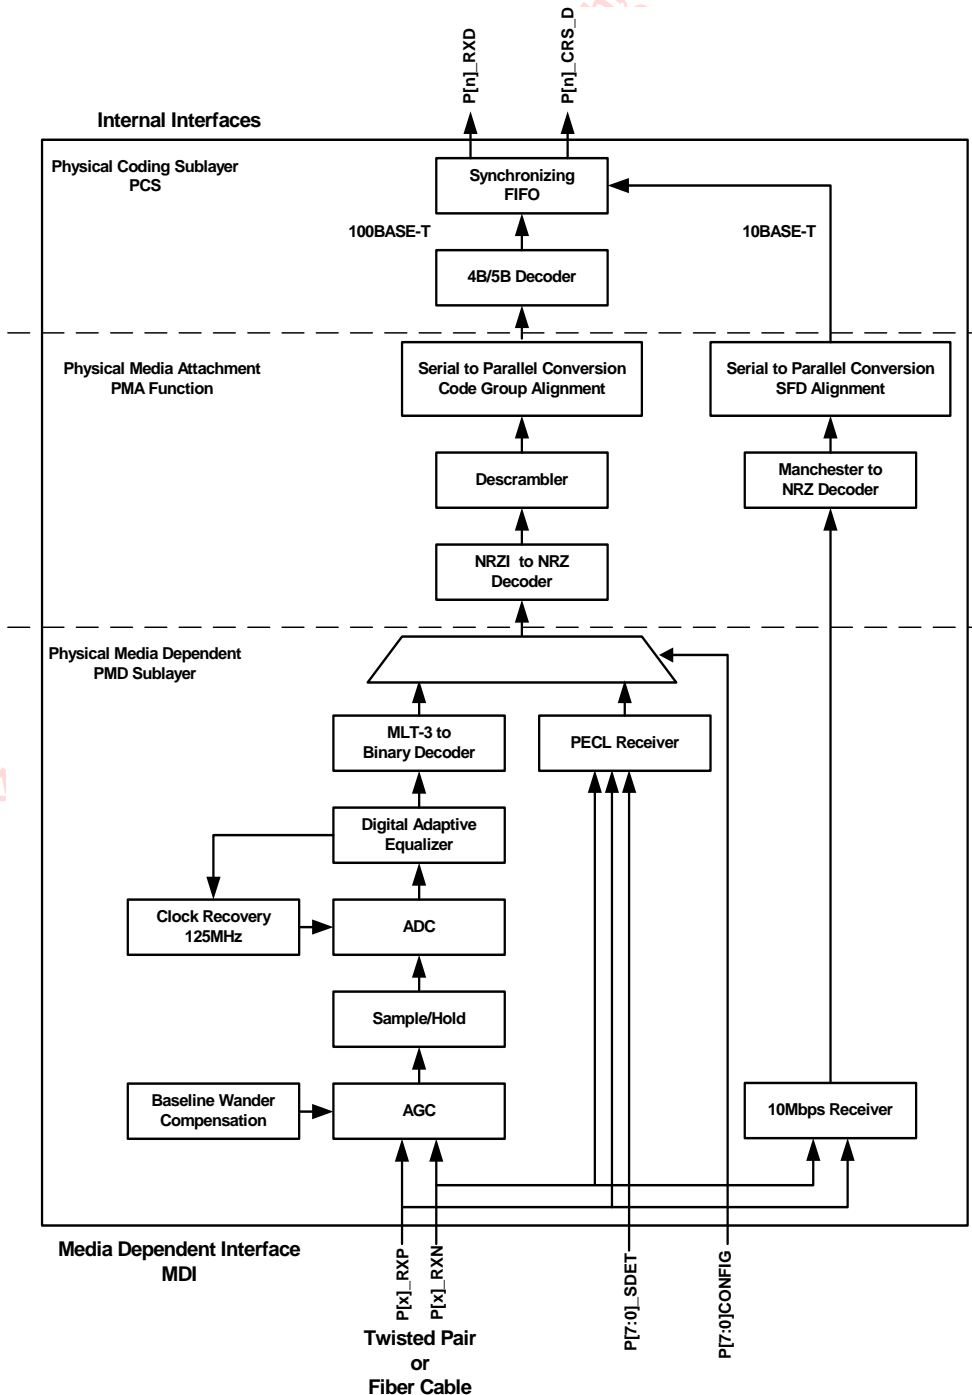 P[n]_RXD
P[n]_CRS_D
Internal Interfaces
Physical Coding Sublayer
PCS
Synchronizing
FIFO
100BASE-T
10BASE-T
4B/5B Decoder
Physical Media Attachment
PMA Function
Serial to Parallel Conversion
Code Group Alignment
Serial to Parallel Conversion
SFD Alignment
Descrambler
Manchester to
NRZ Decoder
NRZI to NRZ
Decoder
Physical Media Dependent
PMD Sublayer
MLT-3 to
Binary Decoder
PECL Receiver
Digital Adaptive
Equalizer
Clock Recovery
125MHz
ADC
Sample/Hold
Baseline Wander
Compensation
AGC
10Mbps Receiver
Media Dependent Interface
MDI
P[x]_RXP
P[x]_RXN
P[7:0]_SDET
P[7:0]CONFIG
Twisted Pair
or
Fiber Cable